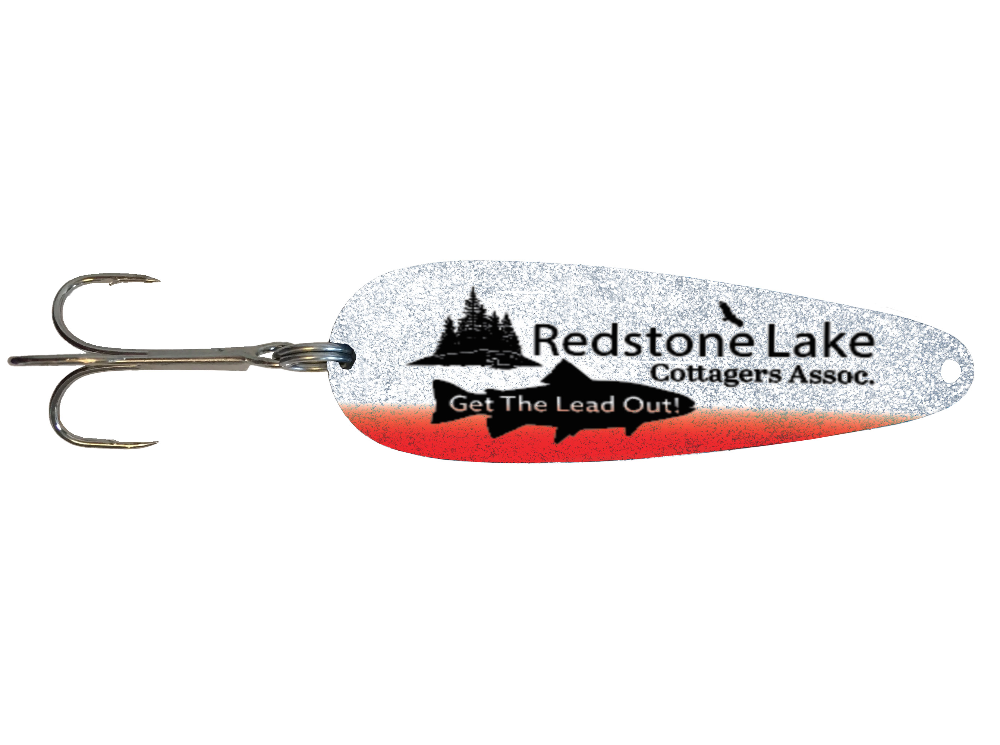 Redstone Lake
Cottagers Assoc.
Get The Lead Out!